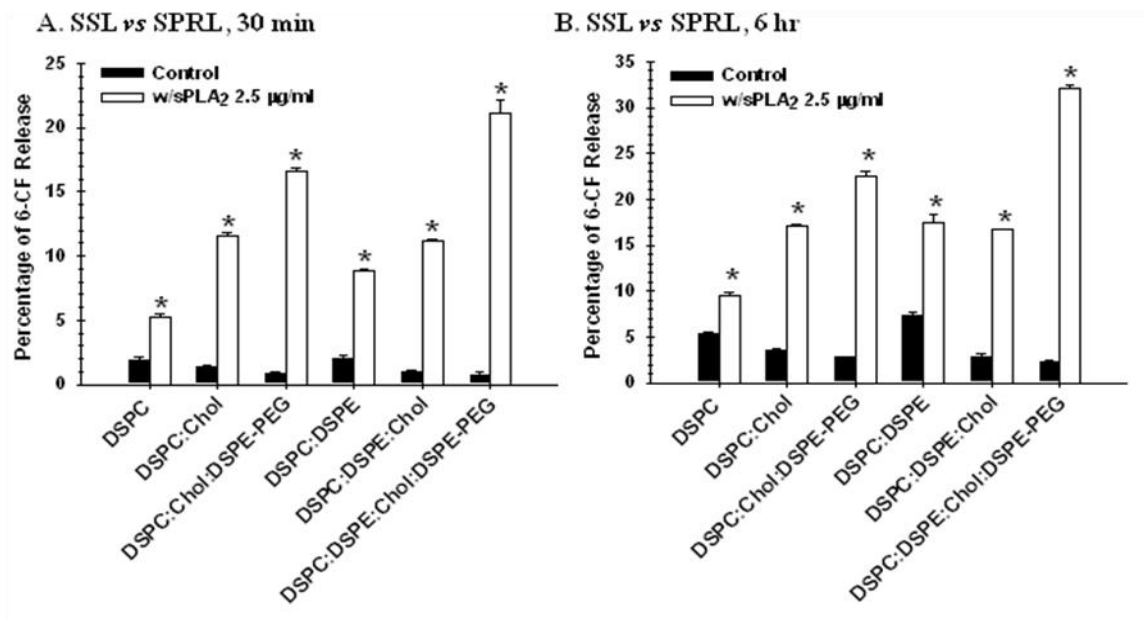 A. SSL vs SPRL, 30 min
Percentage of 6-CF Release
25
20
15
10
5
0
Control
w/sPLA₂ 2.5 µg/ml
*
*
*
*
*
*
DSPC
DSPC:Chol
DSPC:Chol:DSPE-PEG
DSPC:DSPE
DSPC:DSPE:Chol
DSPC:DSPE:Chol:DSPE-PEG
B. SSL vs SPRL, 6 hr
Percentage of 6-CF Release
35
30
25
20
15
10
5
0
Control
w/sPLA₂ 2.5 µg/ml
*
*
*
*
*
*
DSPC
DSPC:Chol
DSPC:Chol:DSPE-PEG
DSPC:DSPE
DSPC:DSPE:Chol
DSPC:DSPE:Chol:DSPE-PEG